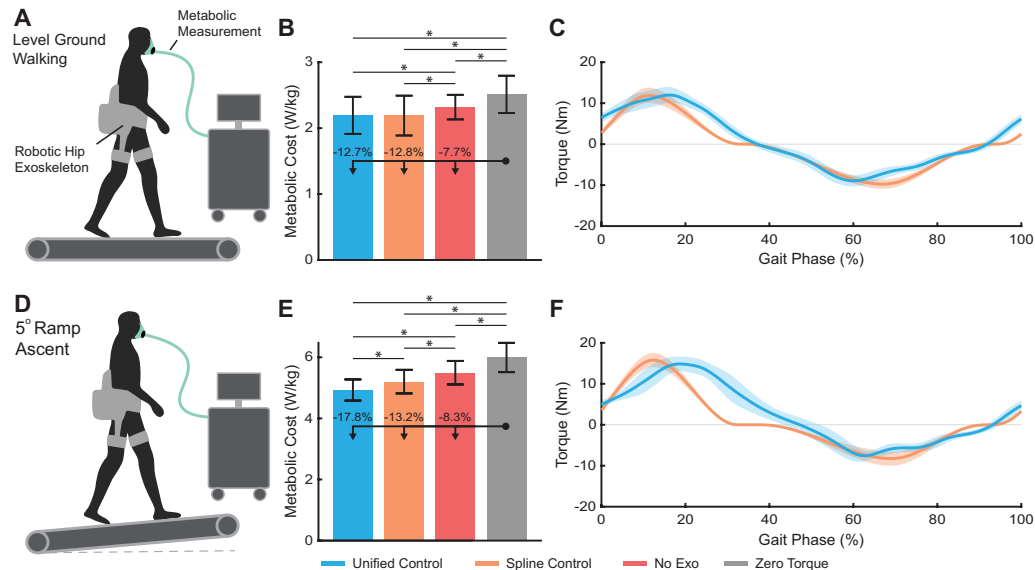 A
Level Ground
Walking
Metabolic
Measurement
Robotic Hip
Exoskeleton
B
* 
*
*
*
*
3
2
1
0
Metabolic Cost (W/kg)
-12.7%
-12.8%
-7.7%
C
20
10
0
-10
-20
Torque (Nm)
0
20
40
60
80
100
Gait Phase (%)
D
5° Ramp
Ascent
E
*
*
*
*
*
*
6
4
2
0
Metabolic Cost (W/kg)
-17.8%
-13.2%
-8.3%
F
20
10
0
-10
-20
Torque (Nm)
0
20
40
60
80
100
Gait Phase (%)
Unified Control
Spline Control
No Exo
Zero Torque